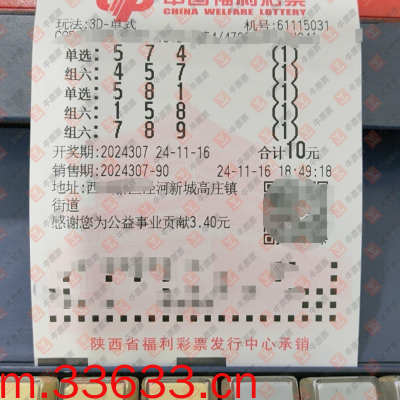 中国福利彩票
CHINA WELFARE LOTTERY
玩法:3D-单式 机号:61115031
单选: 5 7 4 (1)
组六: 4 5 7 (1)
单选: 5 8 1 (1)
组六: 1 5 8 (1)
组六: 7 8 9 (1)
开奖期:2024307 24-11-16 合计10元
销售期:2024307-90 24-11-16 18:49:18
地址:西 泾河新城高庄镇
街道
感谢您为公益事业贡献3.40元
陕西省福利彩票发行中心承销
m.33633.cn